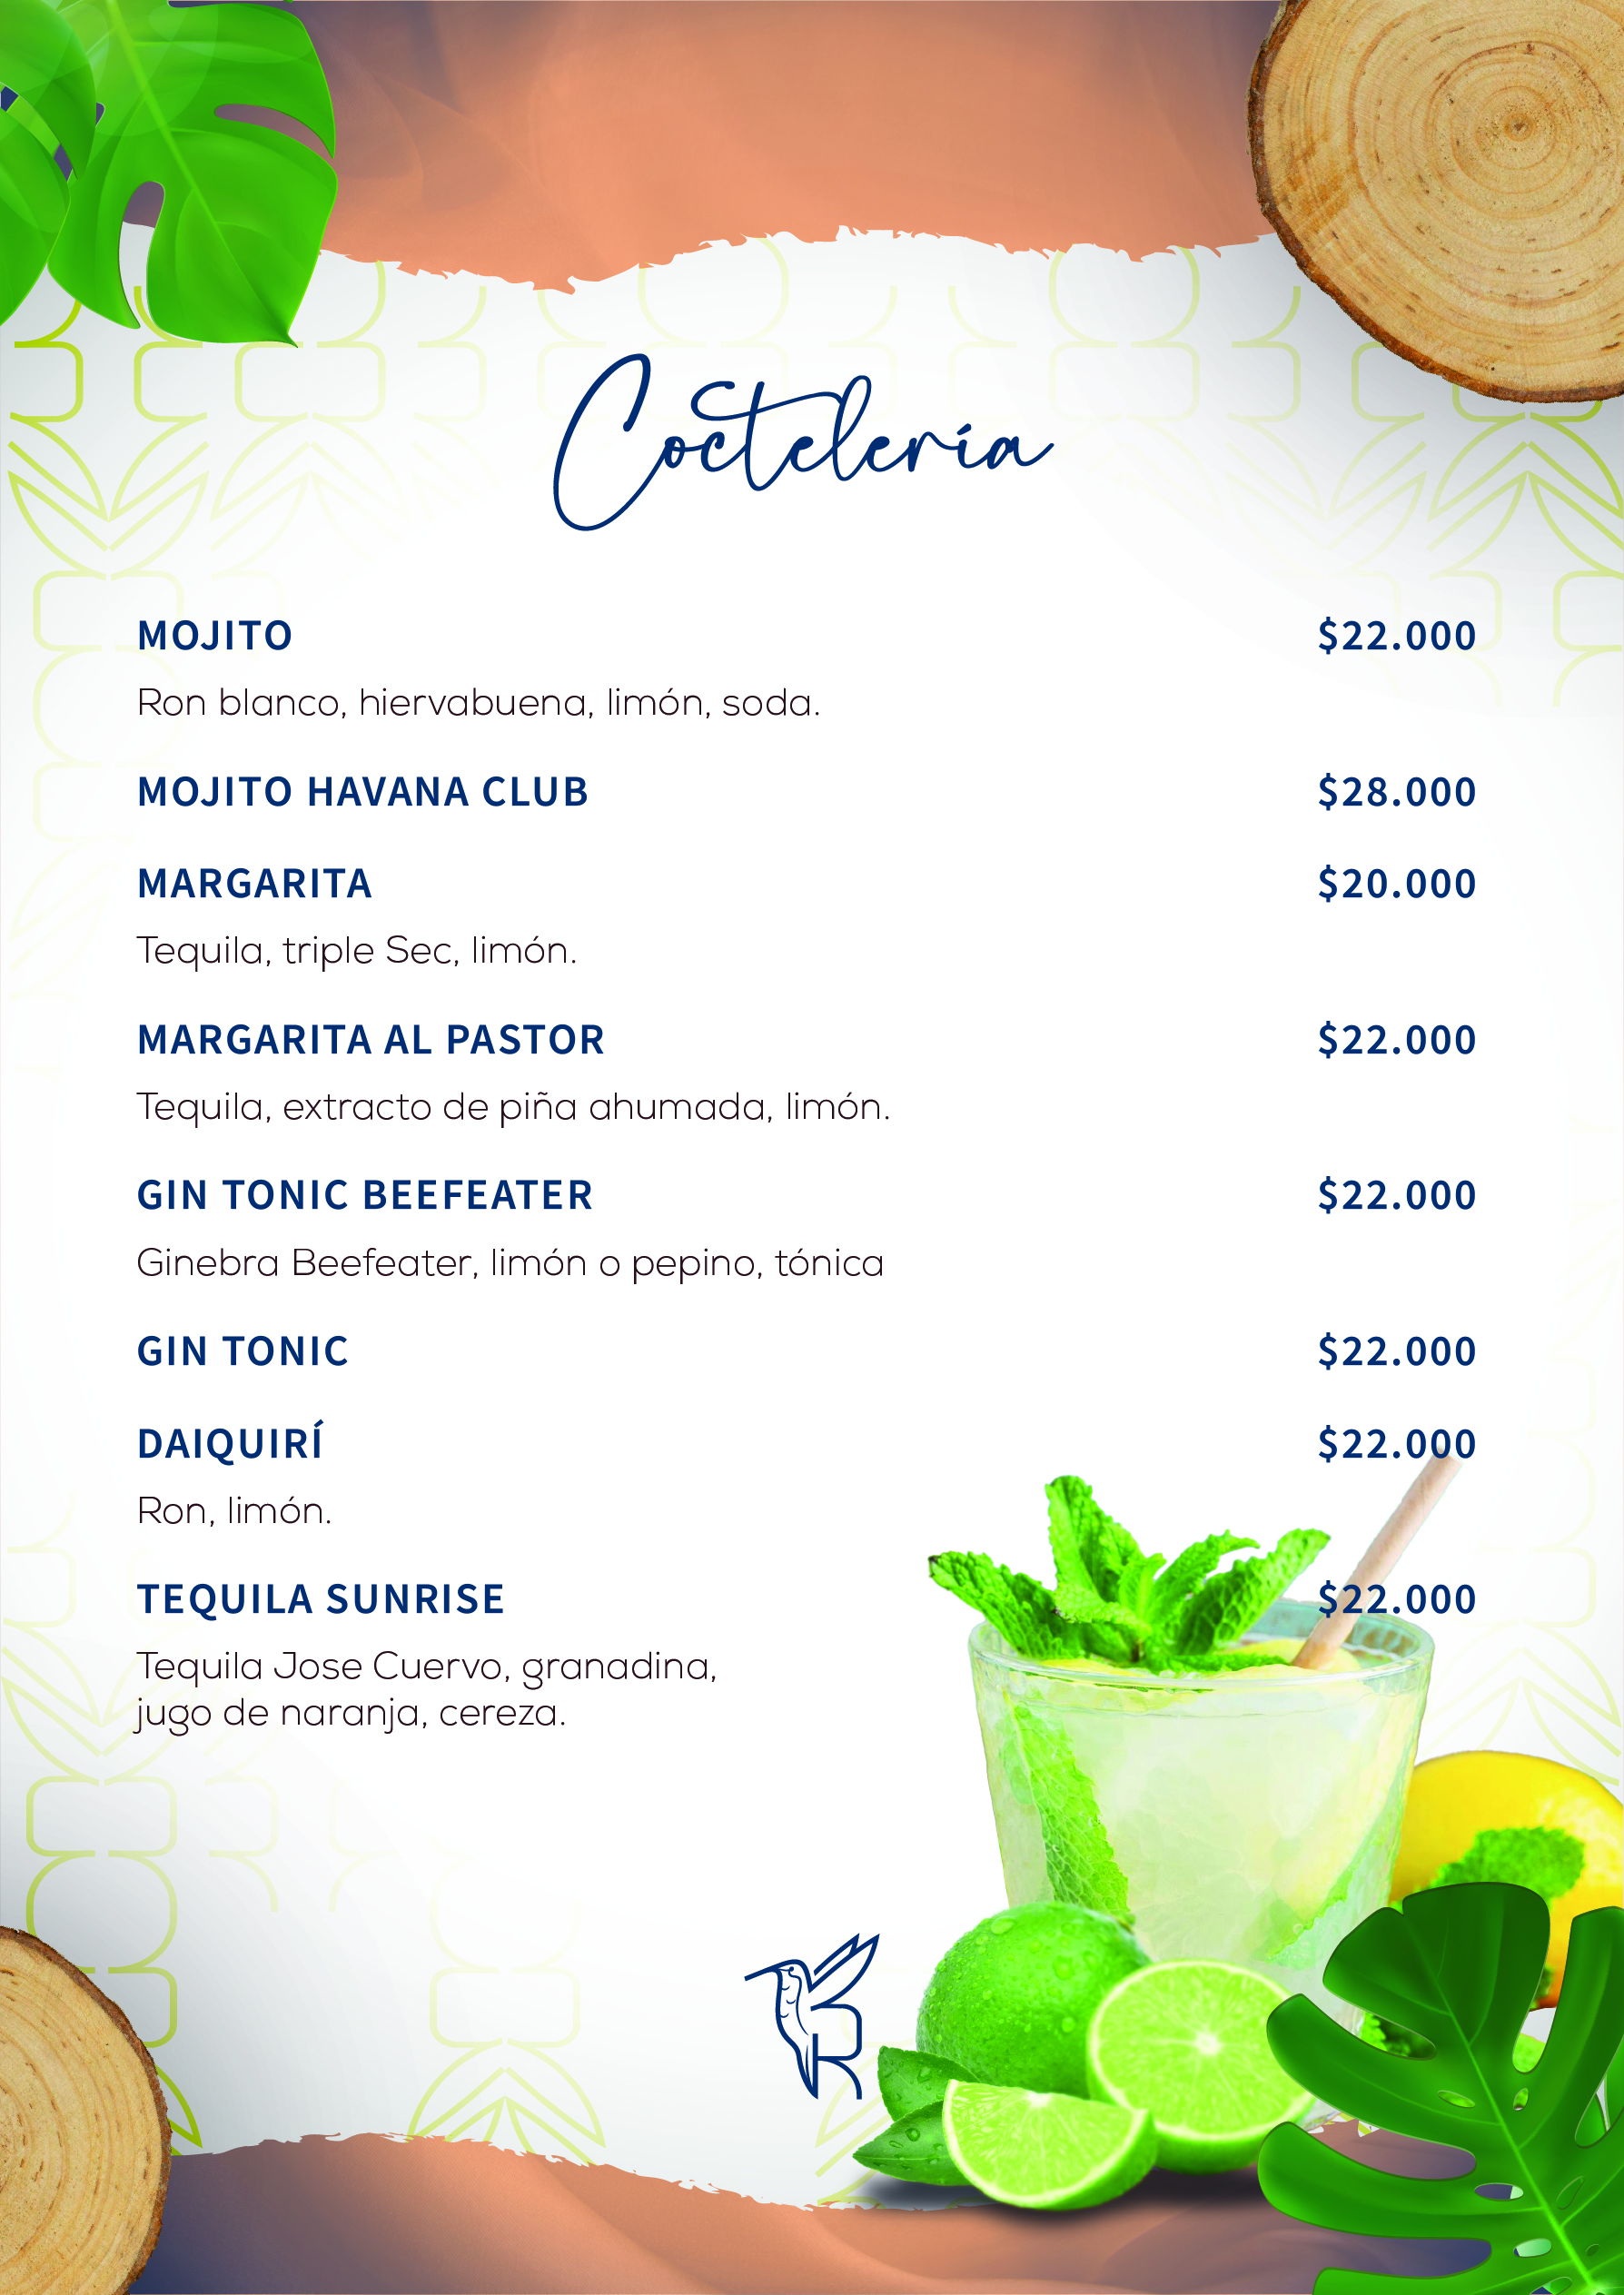 Coctelería
MOJITO $22.000
Ron blanco, hiervabuena, limón, soda.
MOJITO HAVANA CLUB $28.000
MARGARITA $20.000
Tequila, triple Sec, limón.
MARGARITA AL PASTOR $22.000
Tequila, extracto de piña ahumada, limón.
GIN TONIC BEEFEATER $22.000
Ginebra Beefeater, limón o pepino, tónica
GIN TONIC $22.000
DAIQUIRÍ $22.000
Ron, limón.
TEQUILA SUNRISE $22.000
Tequila Jose Cuervo, granadina,
jugo de naranja, cereza.